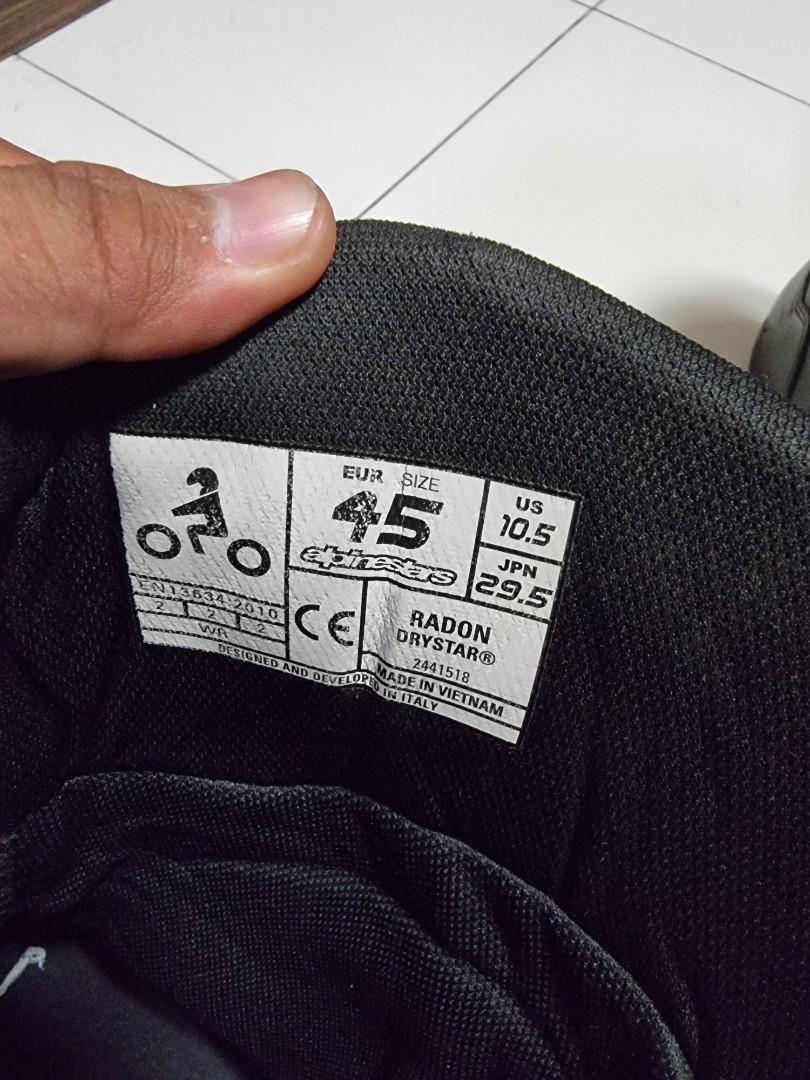 EUR SIZE
45
alpinestars
US
10.5
JPN
29.5
EN13634:2010
2 2 2
WR
CE
RADON
DRYSTAR®
2441518
MADE IN VIETNAM
DESIGNED AND DEVELOPED IN ITALY